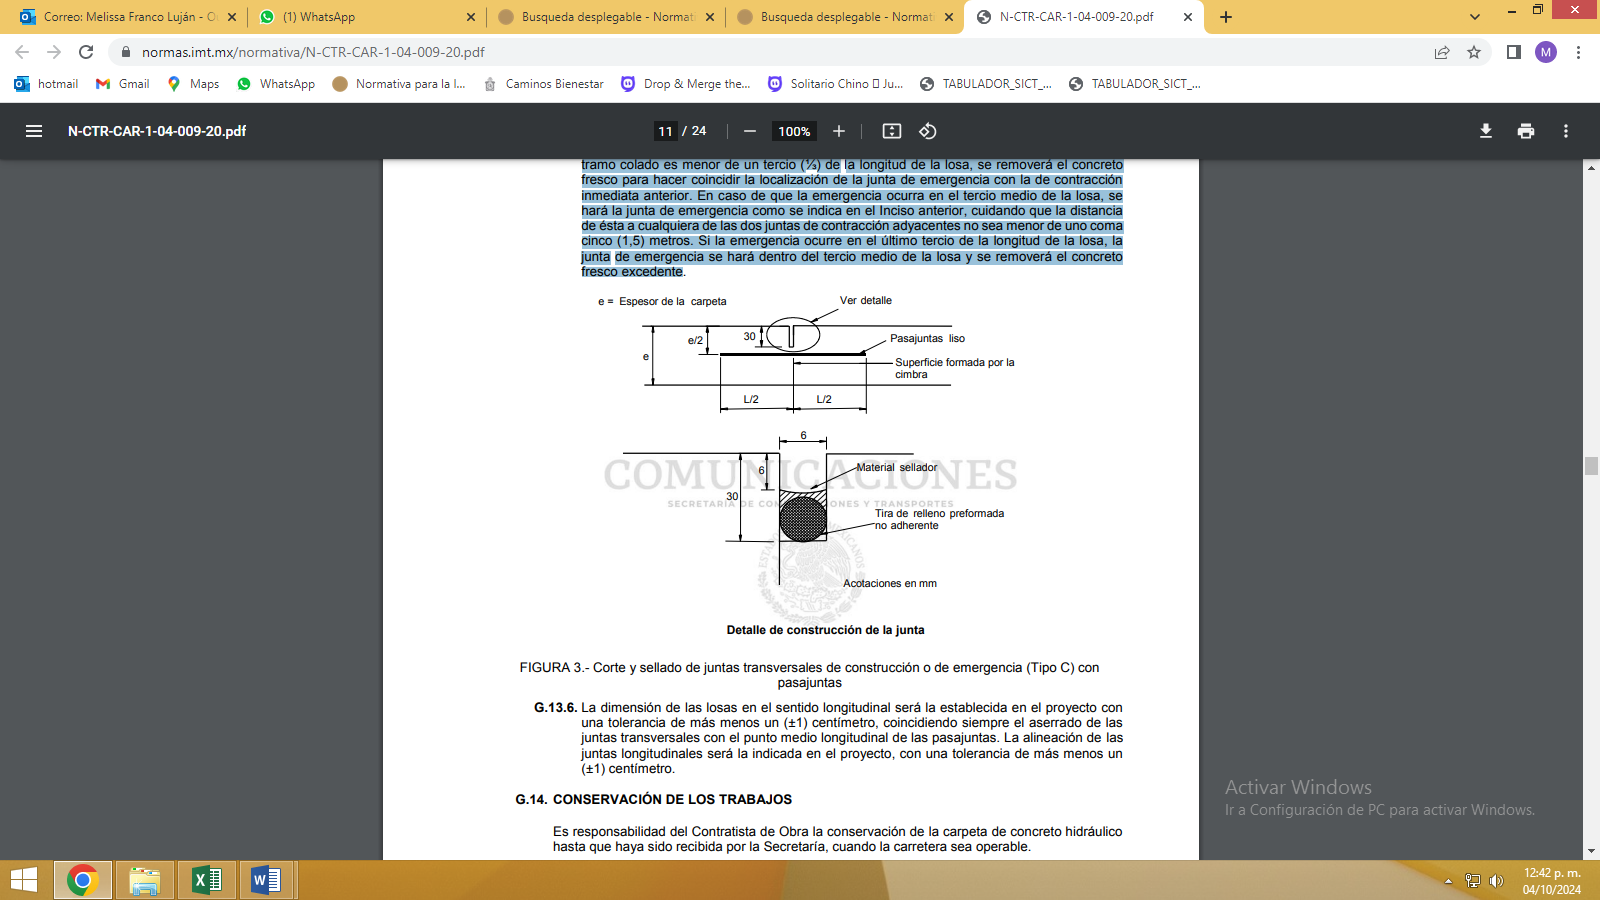 Correo: Melissa Franco Luján - Ou
(1) WhatsApp
Busqueda desplegable - Normati
Busqueda desplegable - Normati
N-CTR-CAR-1-04-009-20.pdf
normas.imt.mx/normativa/N-CTR-CAR-1-04-009-20.pdf
M
hotmail
Gmail
Maps
WhatsApp
Normativa para la I...
Caminos Bienestar
Drop & Merge the...
Solitario Chino ▯ Ju...
TABULADOR_SICT_...
TABULADOR_SICT_...
N-CTR-CAR-1-04-009-20.pdf
11 / 24
100%
tramo colado es menor de un tercio (⅓) de la longitud de la losa, se removerá el concreto
fresco para hacer coincidir la localización de la junta de emergencia con la de contracción
inmediata anterior. En caso de que la emergencia ocurra en el tercio medio de la losa, se
hará la junta de emergencia como se indica en el Inciso anterior, cuidando que la distancia
de ésta a cualquiera de las dos juntas de contracción adyacentes no sea menor de uno coma
cinco (1,5) metros. Si la emergencia ocurre en el último tercio de la longitud de la losa, la
junta de emergencia se hará dentro del tercio medio de la losa y se removerá el concreto
fresco excedente.
e = Espesor de la carpeta
Ver detalle
30
e/2
e
Pasajuntas liso
Superficie formada por la
cimbra
L/2
L/2
6
6
30
Material sellador
COMUNICACIONES
SECRETARÍA DE COMUNICACIONES Y TRANSPORTES
Tira de relleno preformada
no adherente
Acotaciones en mm
Detalle de construcción de la junta
FIGURA 3.- Corte y sellado de juntas transversales de construcción o de emergencia (Tipo C) con
pasajuntas
G.13.6. La dimensión de las losas en el sentido longitudinal será la establecida en el proyecto con
una tolerancia de más menos un (±1) centímetro, coincidiendo siempre el aserrado de las
juntas transversales con el punto medio longitudinal de las pasajuntas. La alineación de las
juntas longitudinales será la indicada en el proyecto, con una tolerancia de más menos un
(±1) centímetro.
G.14. CONSERVACIÓN DE LOS TRABAJOS
Es responsabilidad del Contratista de Obra la conservación de la carpeta de concreto hidráulico
hasta que haya sido recibida por la Secretaría, cuando la carretera sea operable.
Activar Windows
Ir a Configuración de PC para activar Windows.
12:42 p. m.
04/10/2024